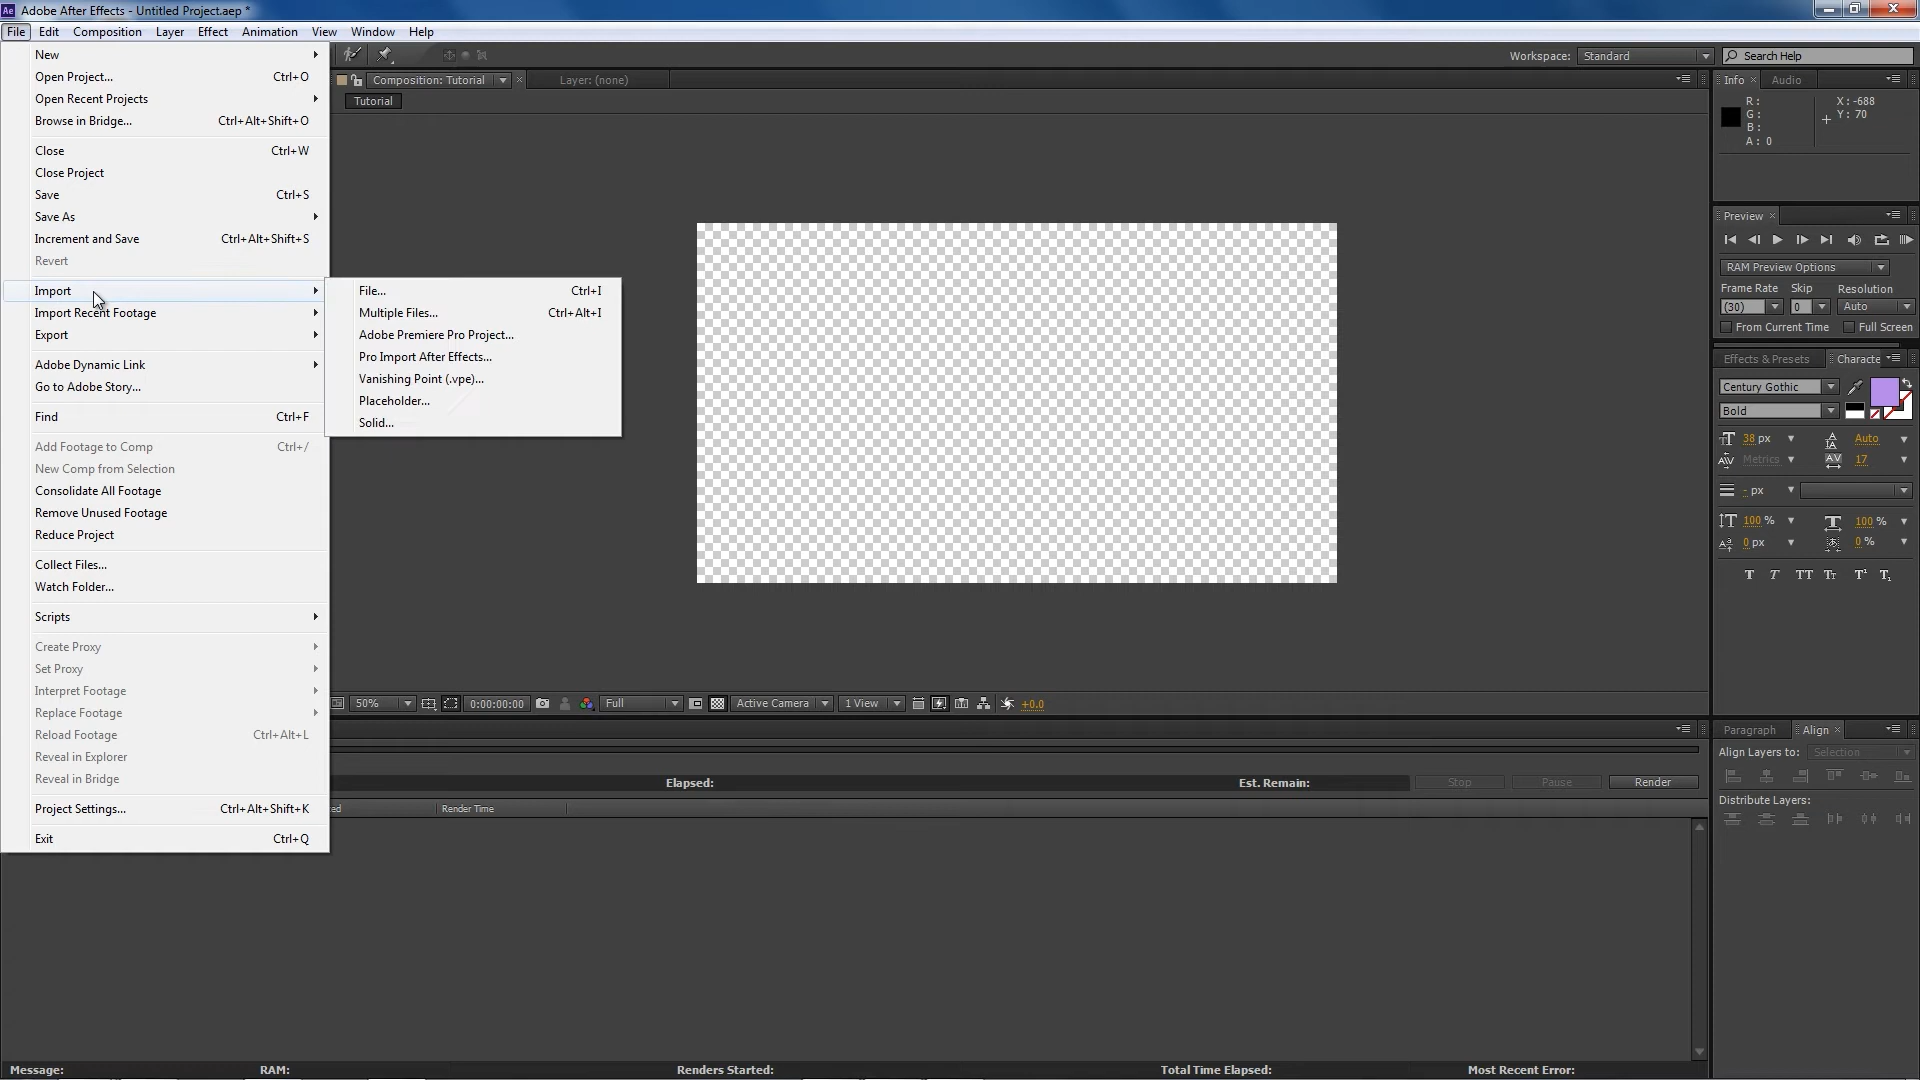 Ae Adobe After Effects - Untitled Project.aep *
File Edit Composition Layer Effect Animation View Window Help
New
Open Project... Ctrl+O
Open Recent Projects
Browse in Bridge... Ctrl+Alt+Shift+O
Close Ctrl+W
Close Project
Save Ctrl+S
Save As
Increment and Save Ctrl+Alt+Shift+S
Revert
Import
Import Recent Footage
Export
Adobe Dynamic Link
Go to Adobe Story...
Find Ctrl+F
Add Footage to Comp Ctrl+/
New Comp from Selection
Consolidate All Footage
Remove Unused Footage
Reduce Project
Collect Files...
Watch Folder...
Scripts
Create Proxy
Set Proxy
Interpret Footage
Replace Footage
Reload Footage Ctrl+Alt+L
Reveal in Explorer
Reveal in Bridge
Project Settings... Ctrl+Alt+Shift+K
Exit Ctrl+Q
File... Ctrl+I
Multiple Files... Ctrl+Alt+I
Adobe Premiere Pro Project...
Pro Import After Effects...
Vanishing Point (.vpe)...
Placeholder...
Solid...
Workspace: Standard Search Help
Composition: Tutorial Layer: (none)
Tutorial
50% 0:00:00:00 Full Active Camera 1 View +0.0
Elapsed: Est. Remain: Stop Pause Render
ed Render Time
Info Audio
R: X: -688
G: Y: 70
B:
A: 0
Preview
RAM Preview Options
Frame Rate Skip Resolution
(30) 0 Auto
From Current Time Full Screen
Effects & Presets Characte
Century Gothic
Bold
38 px Auto
Metrics 17
- px
100 % 100 %
0 px 0 %
T T TT Tt T¹ T₁
Paragraph Align
Align Layers to: Selection
Distribute Layers:
Message: RAM: Renders Started: Total Time Elapsed: Most Recent Error: